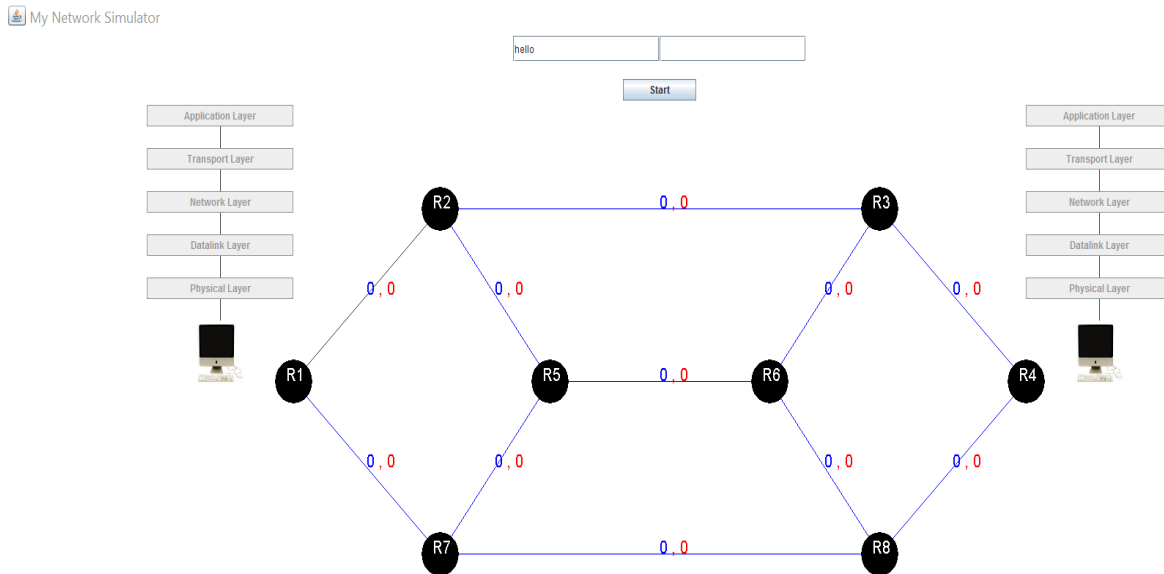 My Network Simulator
hello
Start
Application Layer
Application Layer
Transport Layer
Transport Layer
R2
0 , 0
R3
Network Layer
Network Layer
Datalink Layer
Datalink Layer
Physical Layer
0 , 0
0 , 0
0 , 0
0 , 0
Physical Layer
R1
R5
0 , 0
R6
R4
0 , 0
0 , 0
0 , 0
0 , 0
R7
0 , 0
R8